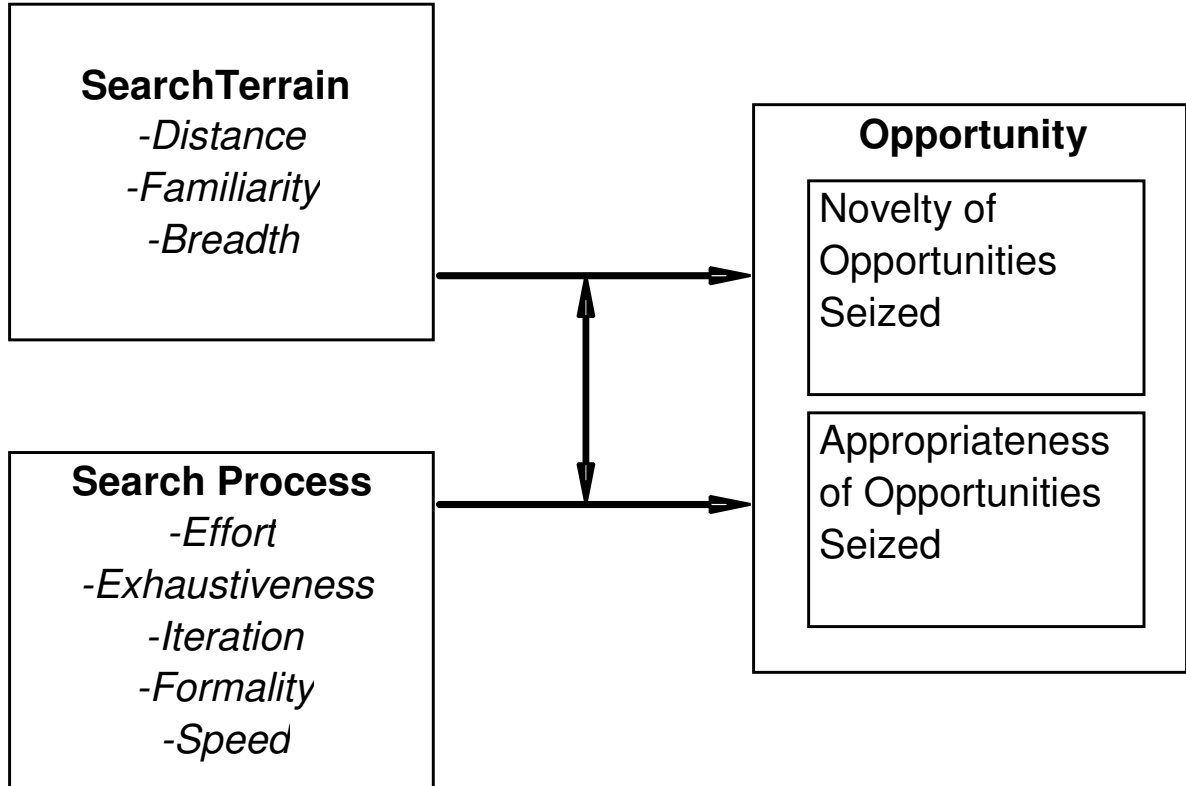 SearchTerrain
-Distance
-Familiarity
-Breadth
Search Process
-Effort
-Exhaustiveness
-Iteration
-Formality
-Speed
Opportunity
Novelty of
Opportunities
Seized
Appropriateness
of Opportunities
Seized